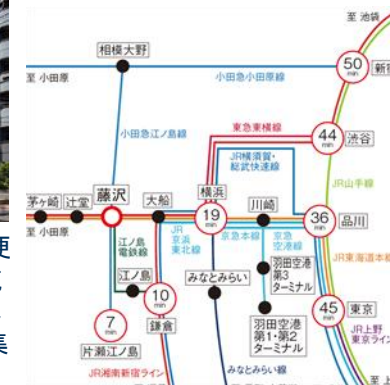 至 池袋
相模大野
50
min
新
至 小田原
小田急小田原線
小田急江ノ島線
東急東横線
44
min
渋谷
JR横須賀・
総武快速線
JR山手線
茅ヶ崎
辻堂
藤沢
大船
横浜
19
min
川崎
36
min
品川
至 小田原
JR
京浜
東北線
京急本線
京急
空港線
JR東海道本線
江ノ島
電鉄線
江ノ島
10
min
鎌倉
みなとみらい
羽田空港
第3
ターミナル
45
min
東京
7
min
片瀬江ノ島
羽田空港
第1・第2
ターミナル
JR上野
東京ライン
JR湘南新宿ライン
みなとみらい線
至
便
集